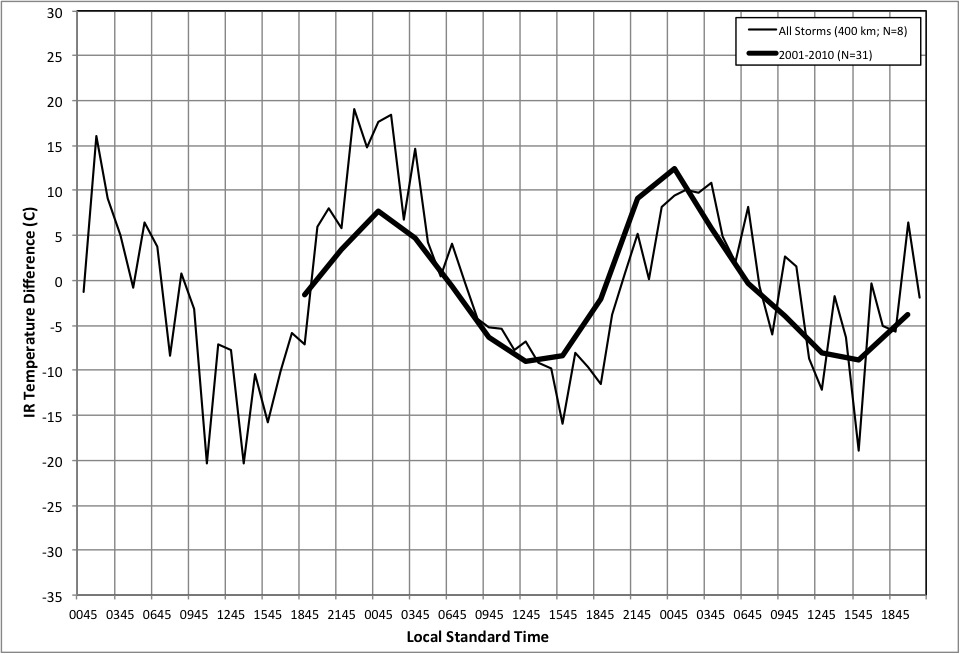 30
25
20
15
10
5
0
-5
-10
-15
-20
-25
-30
-35
IR Temperature Difference (C)
All Storms (400 km; N=8)
2001-2010 (N=31)
0045 0345 0645 0945 1245 1545 1845 2145 0045 0345 0645 0945 1245 1545 1845 2145 0045 0345 0645 0945 1245 1545 1845
Local Standard Time